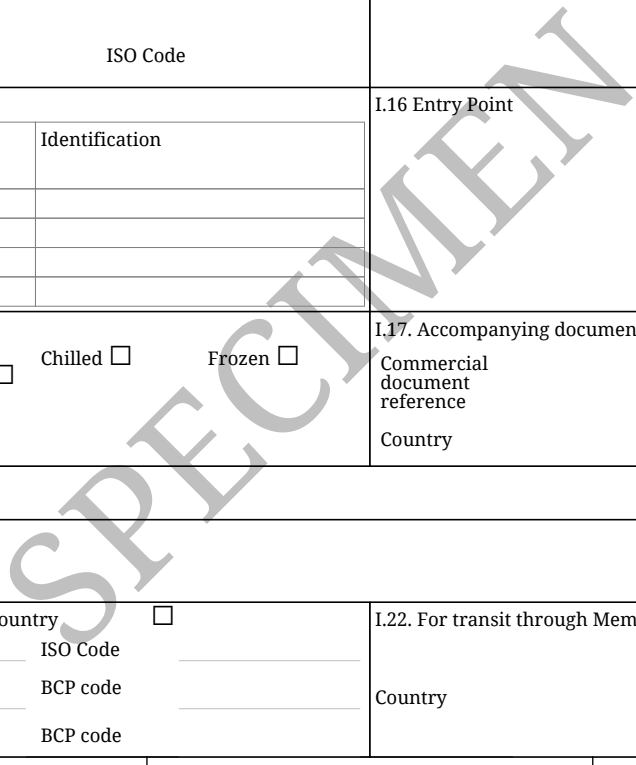 ISO Code
I.16 Entry Point
Identification
I.17. Accompanying documen
Chilled
Frozen
Commercial
document
reference
Country
ountry
I.22. For transit through Mem
ISO Code
BCP code
Country
BCP code
SPECIMEN